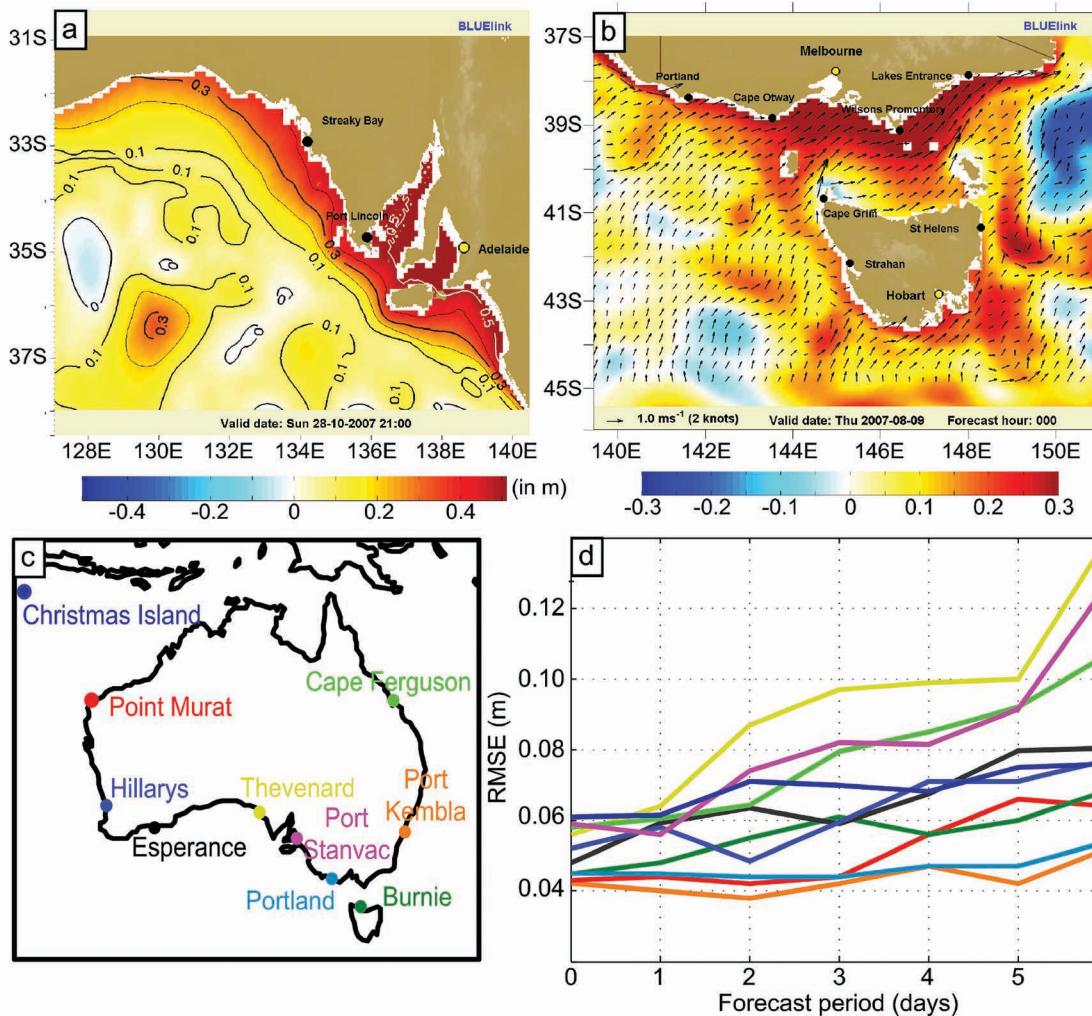 a
BLUElink
31S
33S
35S
37S
0.3
0.1
0.1
0.1
0.1
0.3
0.1
0
0
0
0
0.1
0.3
0.1
0.3
0.5
0.5
Streaky Bay
Port Lincoln
Adelaide
Valid date: Sun 28-10-2007 21:00
128E 130E 132E 134E 136E 138E 140E
-0.4 -0.2 0 0.2 0.4 (in m)
b
BLUElink
37S
39S
41S
43S
45S
Melbourne
Portland
Lakes Entrance
Cape Otway
Wilsons Promontory
Cape Grim
St Helens
Strahan
Hobart
1.0 ms-1 (2 knots) Valid date: Thu 2007-08-09 Forecast hour: 000
140E 142E 144E 146E 148E 150E
-0.3 -0.2 -0.1 0 0.1 0.2 0.3
c
Christmas Island
Point Murat
Cape Ferguson
Hillarys
Thevenard
Port
Kembla
Esperance
Port
Stanvac
Portland
Burnie
d
RMSE (m)
0.12
0.10
0.08
0.06
0.04
0 1 2 3 4 5
Forecast period (days)